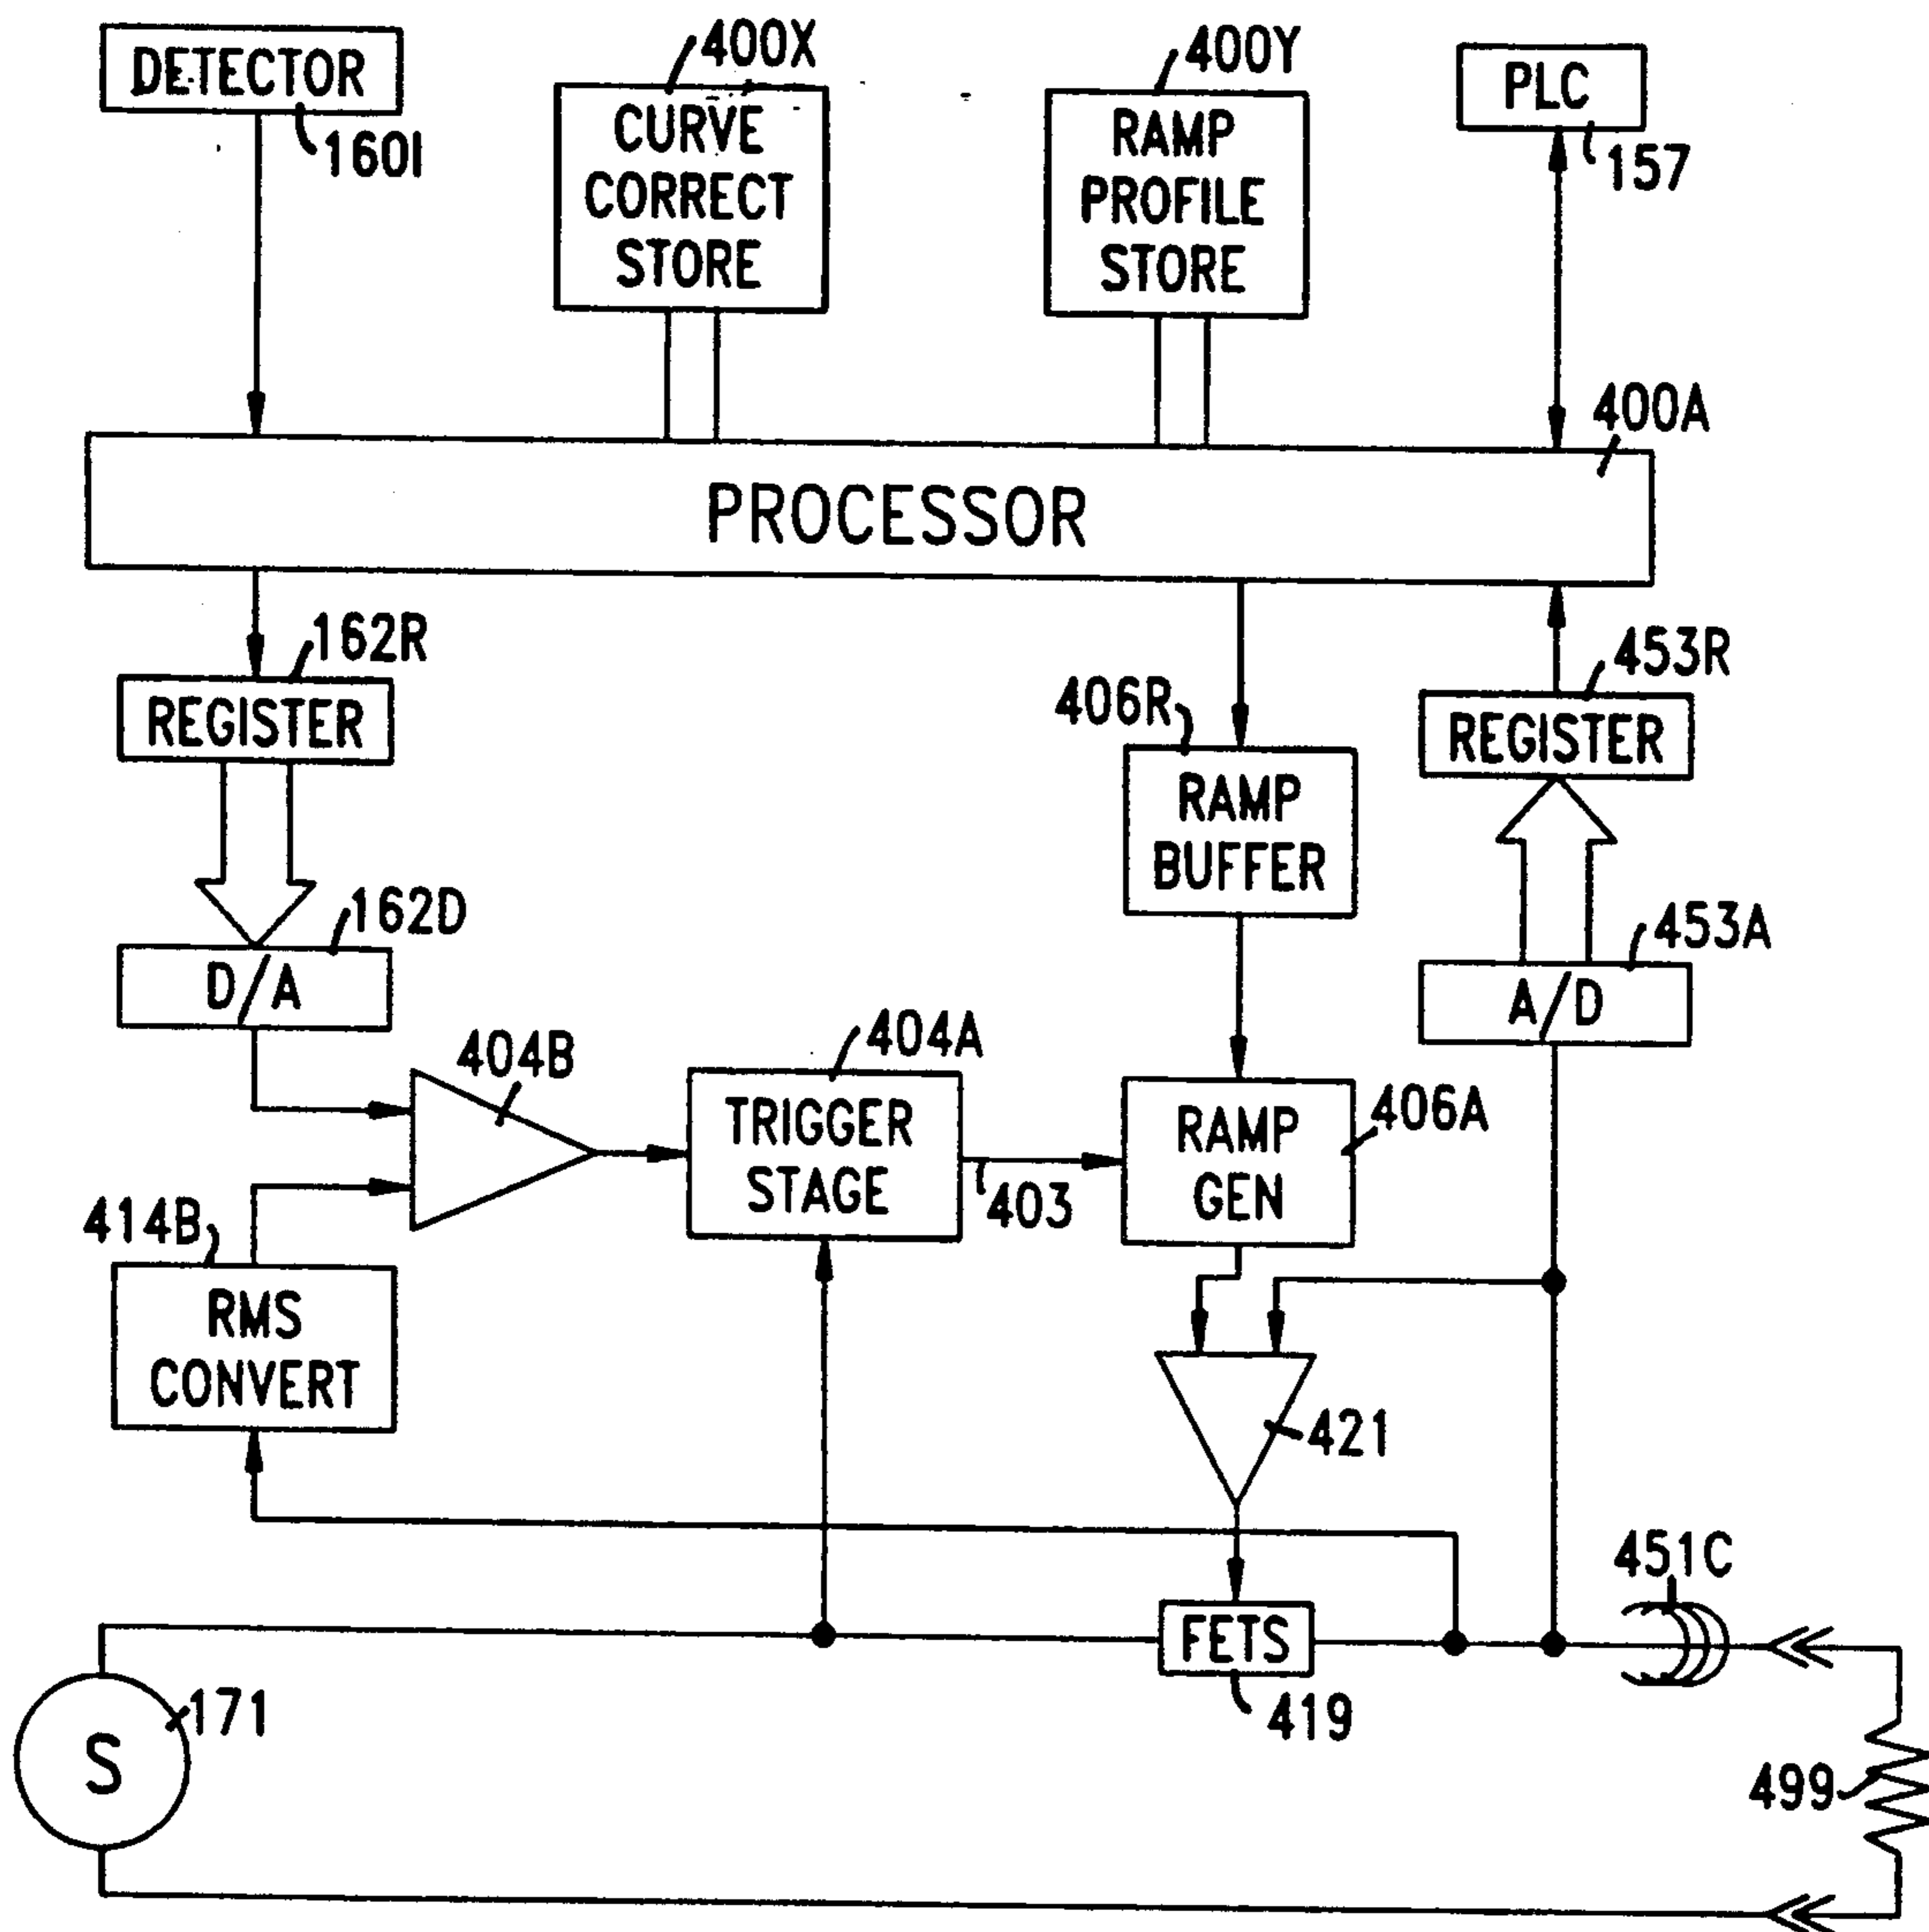 DETECTOR
160I
400X
CURVE
CORRECT
STORE
400Y
RAMP
PROFILE
STORE
PLC
157
400A
PROCESSOR
162R
REGISTER
406R
RAMP
BUFFER
453R
REGISTER
162D
D/A
453A
A/D
404B
404A
TRIGGER
STAGE
403
406A
RAMP
GEN
414B
RMS
CONVERT
421
451C
FETS
419
171
S
499